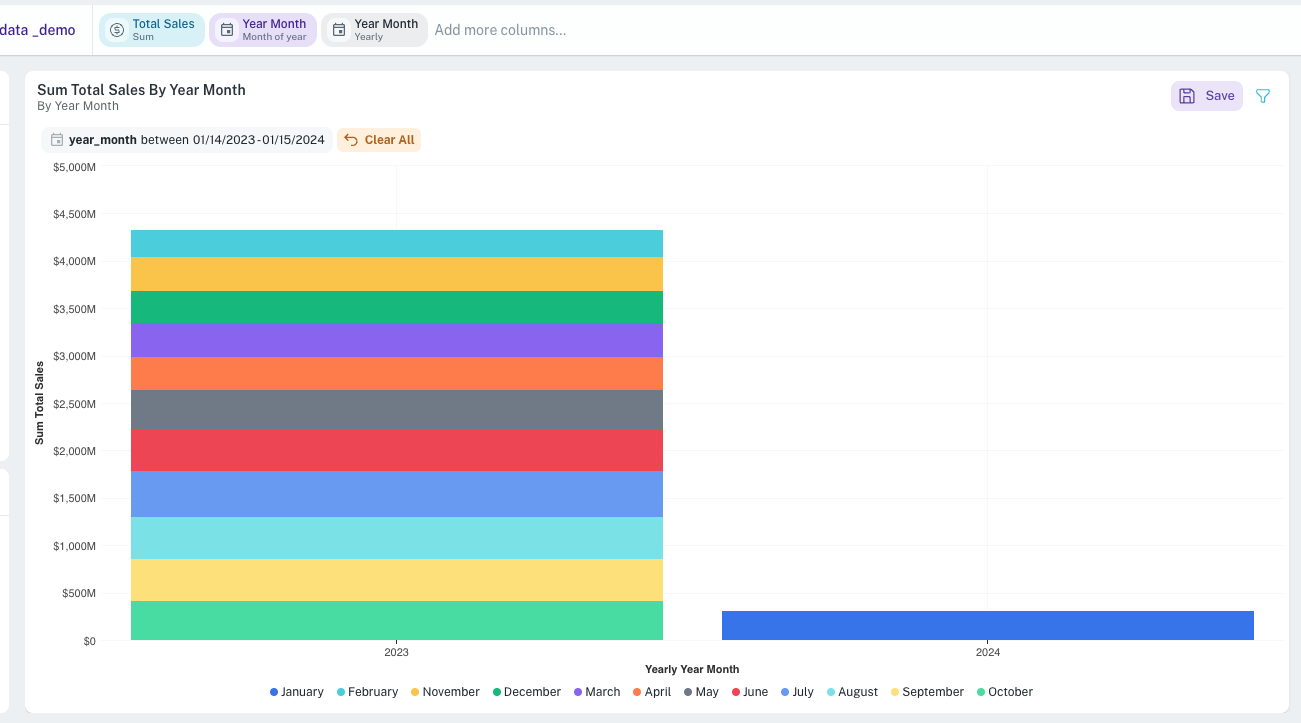 data _demo
Total Sales
Sum
Year Month
Month of year
Year Month
Yearly
Add more columns...
Sum Total Sales By Year Month
By Year Month
Save
year_month between 01/14/2023-01/15/2024
Clear All
$5,000M
$4,500M
$4,000M
$3,500M
$3,000M
$2,500M
$2,000M
$1,500M
$1,000M
$500M
$0
Sum Total Sales
2023
2024
Yearly Year Month
January February November December March April May June July August September October